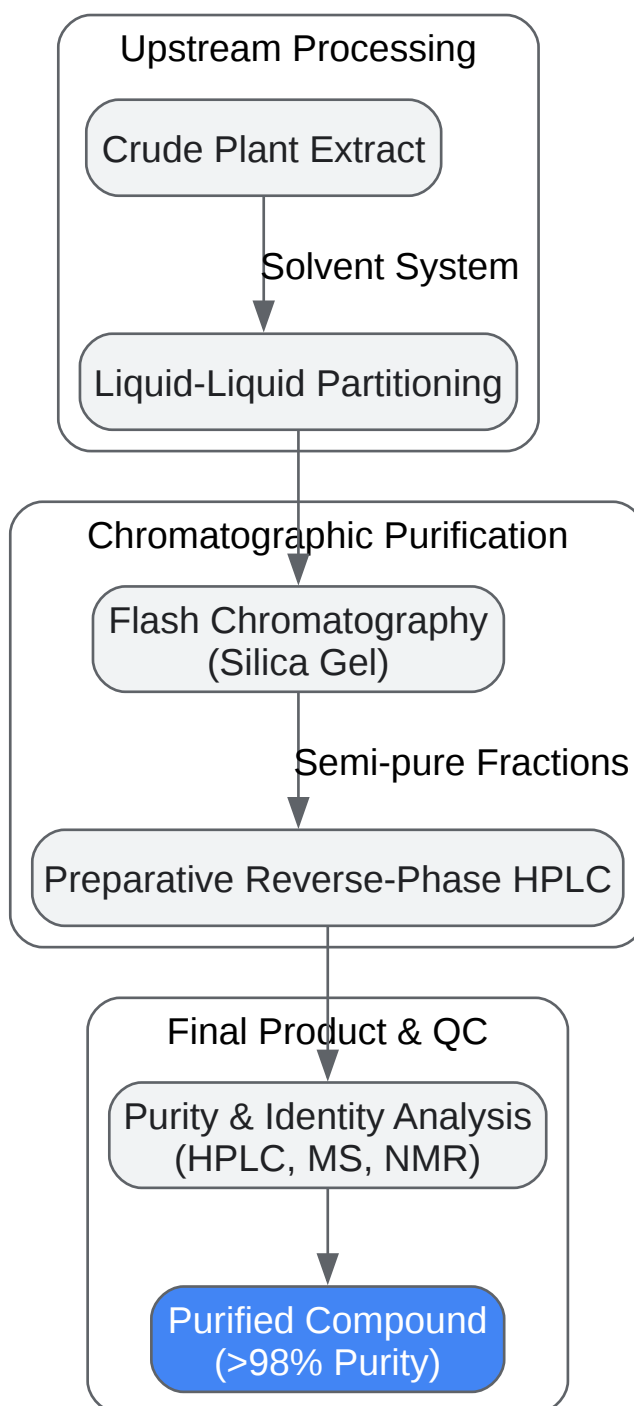 Upstream Processing
Crude Plant Extract
Solvent System
Liquid-Liquid Partitioning
Chromatographic Purification
Flash Chromatography
(Silica Gel)
Semi-pure Fractions
Preparative Reverse-Phase HPLC
Final Product & QC
Purity & Identity Analysis
(HPLC, MS, NMR)
Purified Compound
(>98% Purity)